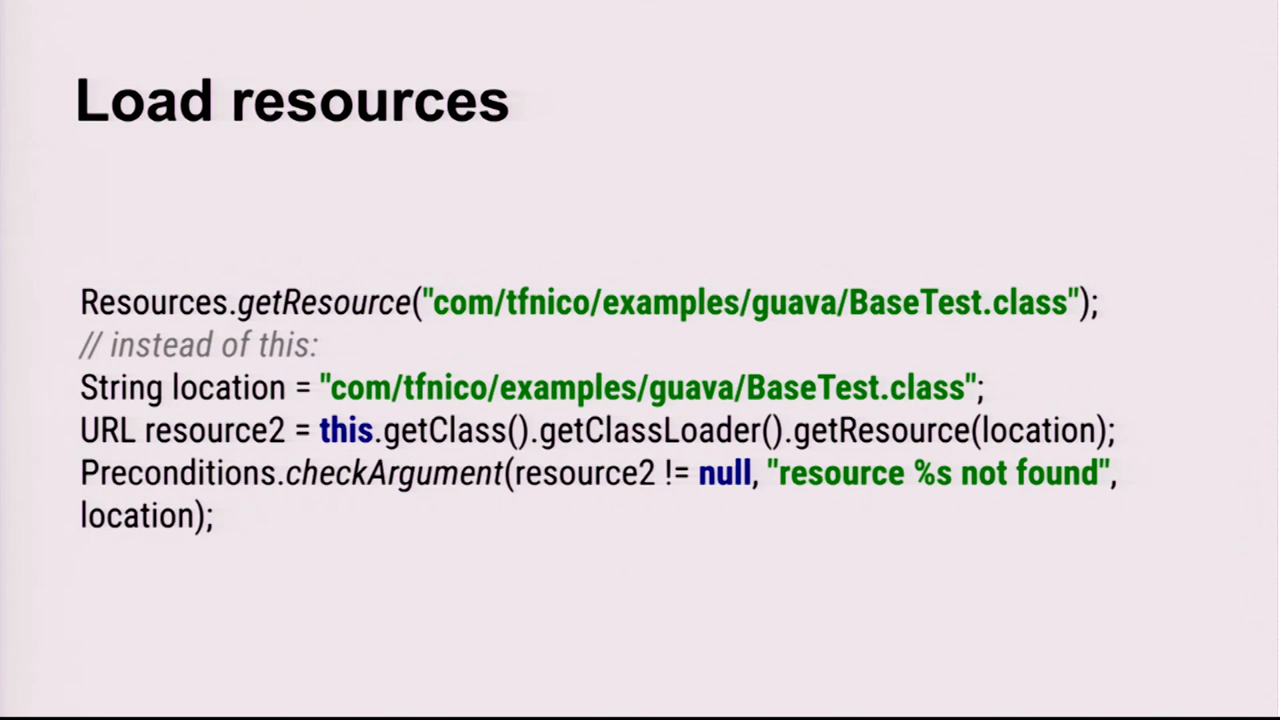 Load resources
Resources.getResource("com/tfnico/examples/guava/BaseTest.class");
// instead of this:
String location = "com/tfnico/examples/guava/BaseTest.class";
URL resource2 = this.getClass().getClassLoader().getResource(location);
Preconditions.checkArgument(resource2 != null, "resource %s not found",
location);